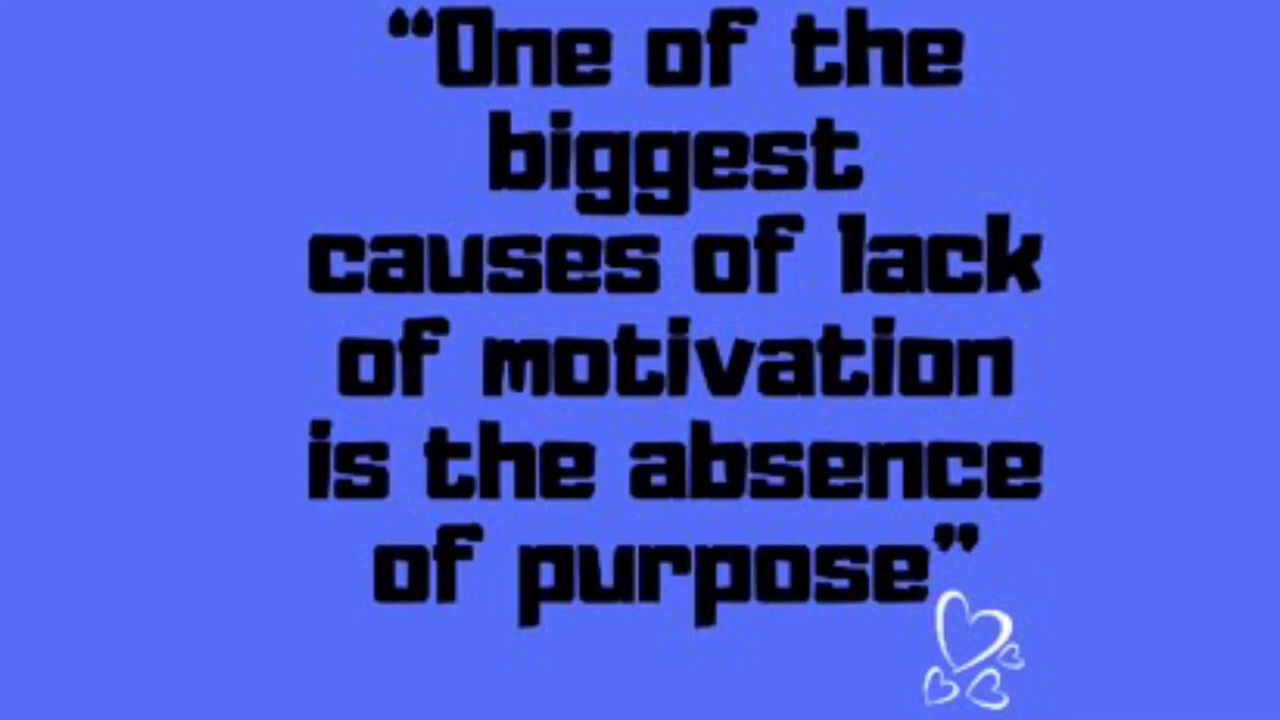 “One of the
biggest
causes of lack
of motivation
is the absence
of purpose”